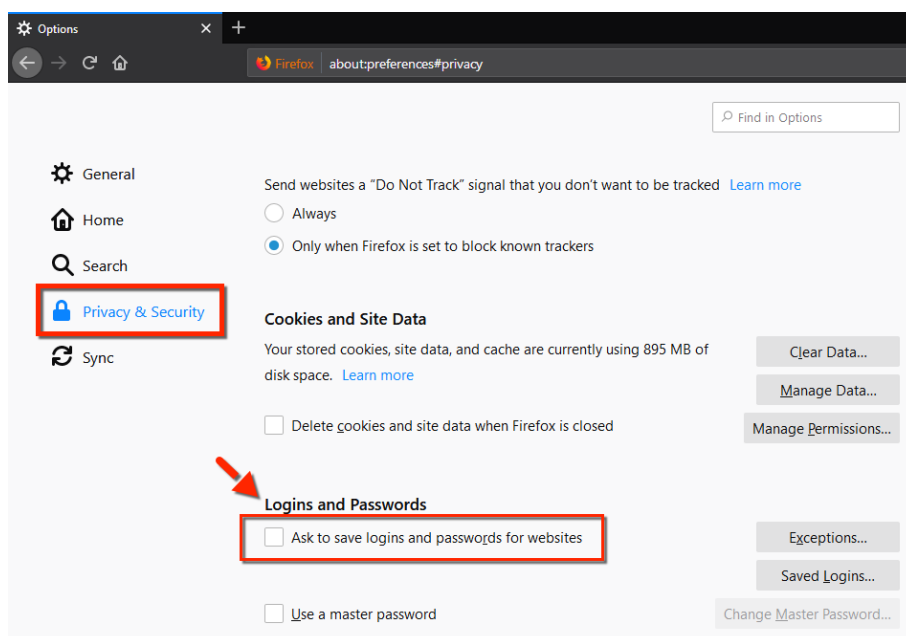 Options
Firefox about:preferences#privacy
Find in Options
General
Home
Search
Privacy & Security
Sync
Send websites a “Do Not Track” signal that you don’t want to be tracked Learn more
Always
Only when Firefox is set to block known trackers
Cookies and Site Data
Your stored cookies, site data, and cache are currently using 895 MB of
disk space. Learn more
Clear Data...
Manage Data...
Delete cookies and site data when Firefox is closed
Manage Permissions...
Logins and Passwords
Ask to save logins and passwords for websites
Exceptions...
Saved Logins...
Use a master password
Change Master Password...